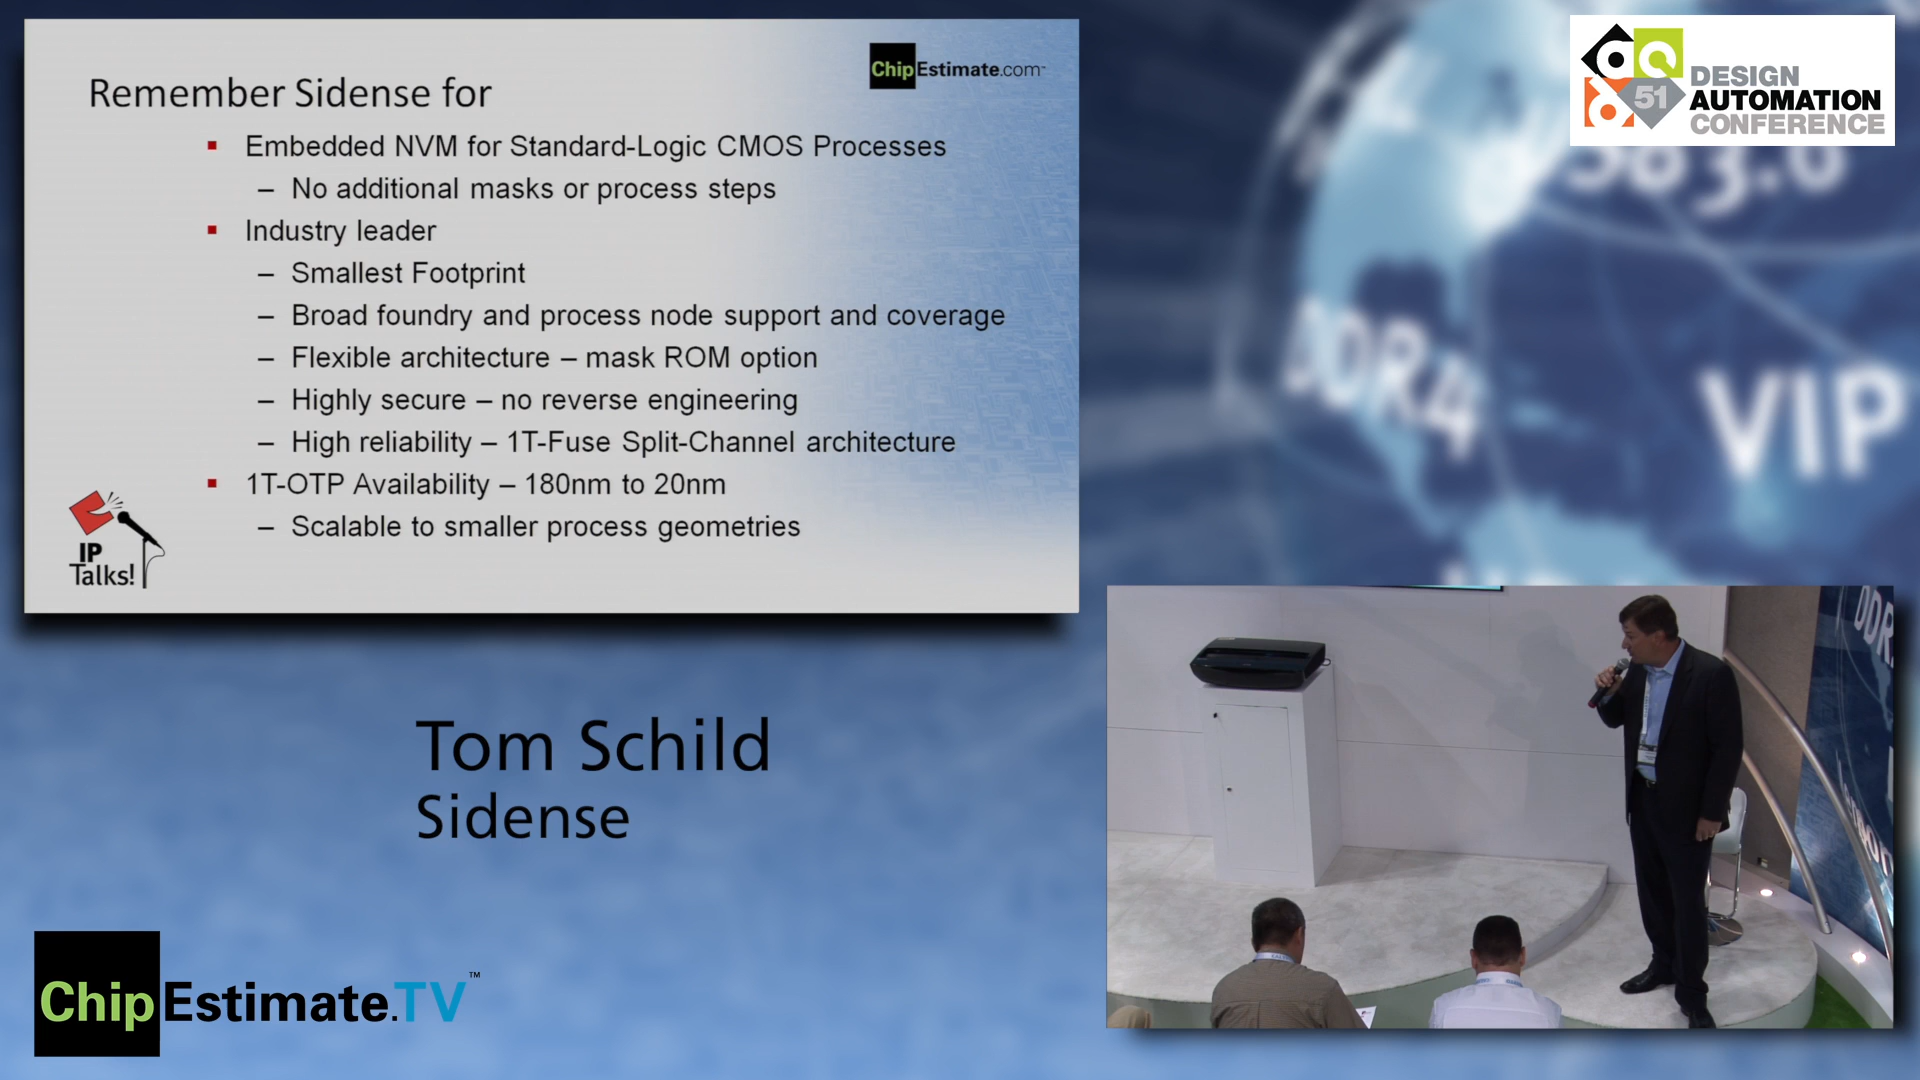 ChipEstimate.com
Remember Sidense for
Embedded NVM for Standard-Logic CMOS Processes
– No additional masks or process steps
Industry leader
– Smallest Footprint
– Broad foundry and process node support and coverage
– Flexible architecture – mask ROM option
– Highly secure – no reverse engineering
– High reliability – 1T-Fuse Split-Channel architecture
1T-OTP Availability – 180nm to 20nm
– Scalable to smaller process geometries
IP
Talks!
51
DESIGN
AUTOMATION
CONFERENCE
DDR4
VIP
Tom Schild
Sidense
ChipEstimate.TV™
DDR